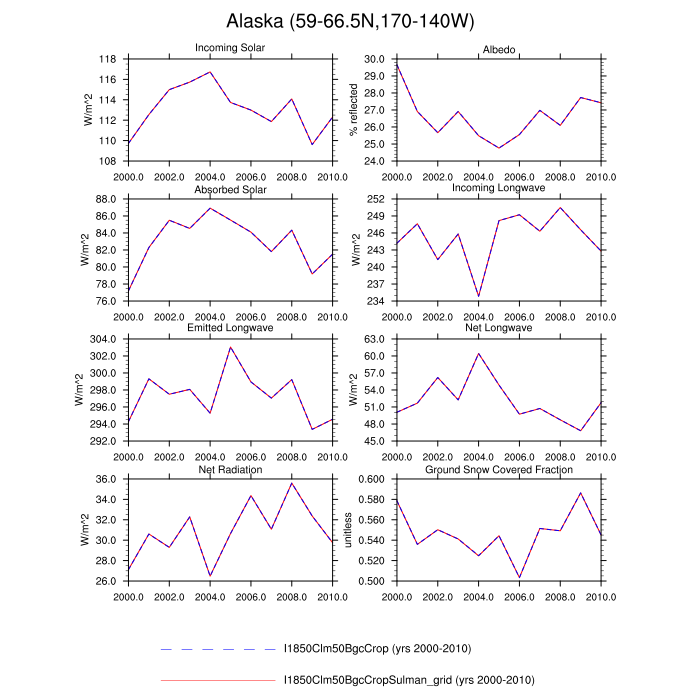 Alaska (59-66.5N,170-140W)
Incoming Solar
W/m^2
118
116
114
112
110
108
2000.0 2002.0 2004.0 2006.0 2008.0 2010.0
Albedo
% reflected
30.0
29.0
28.0
27.0
26.0
25.0
24.0
2000.0 2002.0 2004.0 2006.0 2008.0 2010.0
Absorbed Solar
W/m^2
88.0
86.0
84.0
82.0
80.0
78.0
76.0
2000.0 2002.0 2004.0 2006.0 2008.0 2010.0
Incoming Longwave
W/m^2
252
249
246
243
240
237
234
2000.0 2002.0 2004.0 2006.0 2008.0 2010.0
Emitted Longwave
W/m^2
304.0
302.0
300.0
298.0
296.0
294.0
292.0
2000.0 2002.0 2004.0 2006.0 2008.0 2010.0
Net Longwave
W/m^2
63.0
60.0
57.0
54.0
51.0
48.0
45.0
2000.0 2002.0 2004.0 2006.0 2008.0 2010.0
Net Radiation
W/m^2
36.0
34.0
32.0
30.0
28.0
26.0
2000.0 2002.0 2004.0 2006.0 2008.0 2010.0
Ground Snow Covered Fraction
unitless
0.600
0.580
0.560
0.540
0.520
0.500
2000.0 2002.0 2004.0 2006.0 2008.0 2010.0
I1850Clm50BgcCrop (yrs 2000-2010)
I1850Clm50BgcCropSulman_grid (yrs 2000-2010)